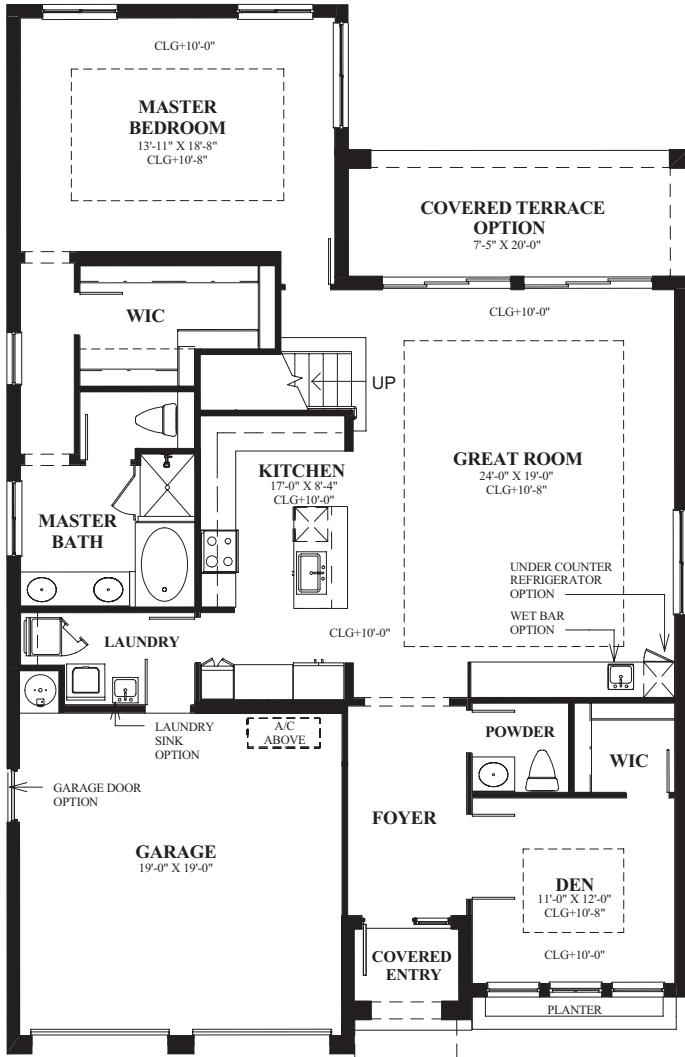 CLG+10'-0"
MASTER
BEDROOM
13'-11" X 18'-8"
CLG+10'-8"
COVERED TERRACE
OPTION
7'-5" X 20'-0"
WIC
CLG+10'-0"
UP
KITCHEN
17'-0" X 8'-4"
CLG+10'-0"
GREAT ROOM
24'-0" X 19'-0"
CLG+10'-8"
MASTER
BATH
UNDER COUNTER
REFRIGERATOR
OPTION
WET BAR
OPTION
CLG+10'-0"
LAUNDRY
LAUNDRY
SINK
OPTION
A/C
ABOVE
POWDER
WIC
GARAGE DOOR
OPTION
FOYER
GARAGE
19'-0" X 19'-0"
DEN
11'-0" X 12'-0"
CLG+10'-8"
CLG+10'-0"
COVERED
ENTRY
PLANTER